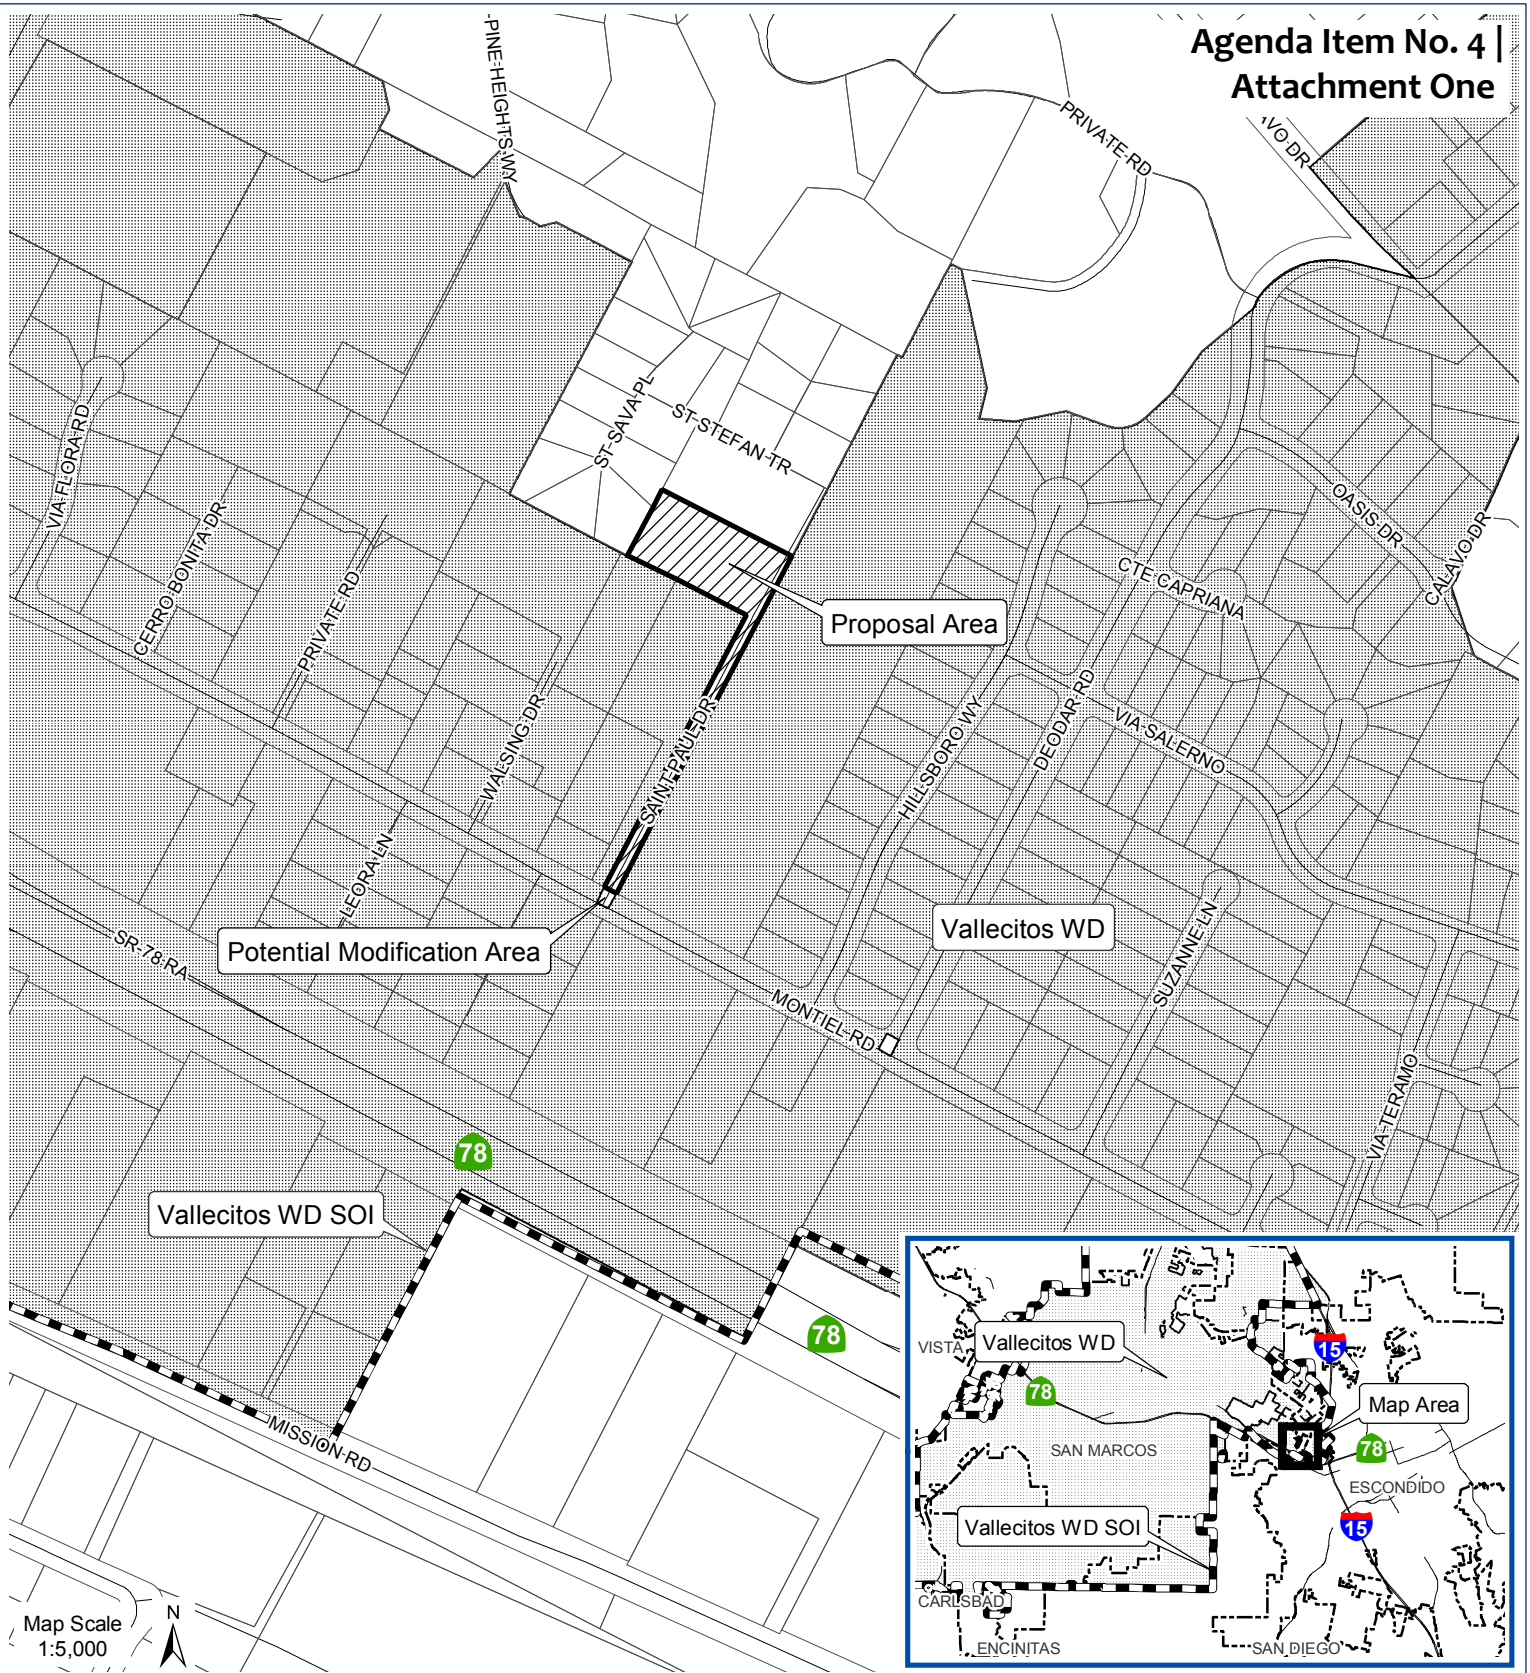 Agenda Item No. 4 |
Attachment One
PINE HEIGHTS WY
PRIVATE RD
VO DR
ST SAVA PL
ST STEFAN TR
VIA FLORA RD
CERRO BONITA DR
PRIVATE RD
OASIS DR
CALAVO DR
CTE CAPRIANA
Proposal Area
WALSING DR
SAINT PAUL DR
HILLSBORO WY
DEODAR RD
VIA SALERNO
LEORA LN
Potential Modification Area
Vallecitos WD
SUZANNE LN
SR-78 RA
MONTIEL RD
VIA TERAMO
78
Vallecitos WD SOI
78
MISSION RD
VISTA
Vallecitos WD
15
78
Map Area
SAN MARCOS
78
ESCONDIDO
Vallecitos WD SOI
15
CARLSBAD
ENCINITAS
SAN DIEGO
Map Scale
1:5,000
N